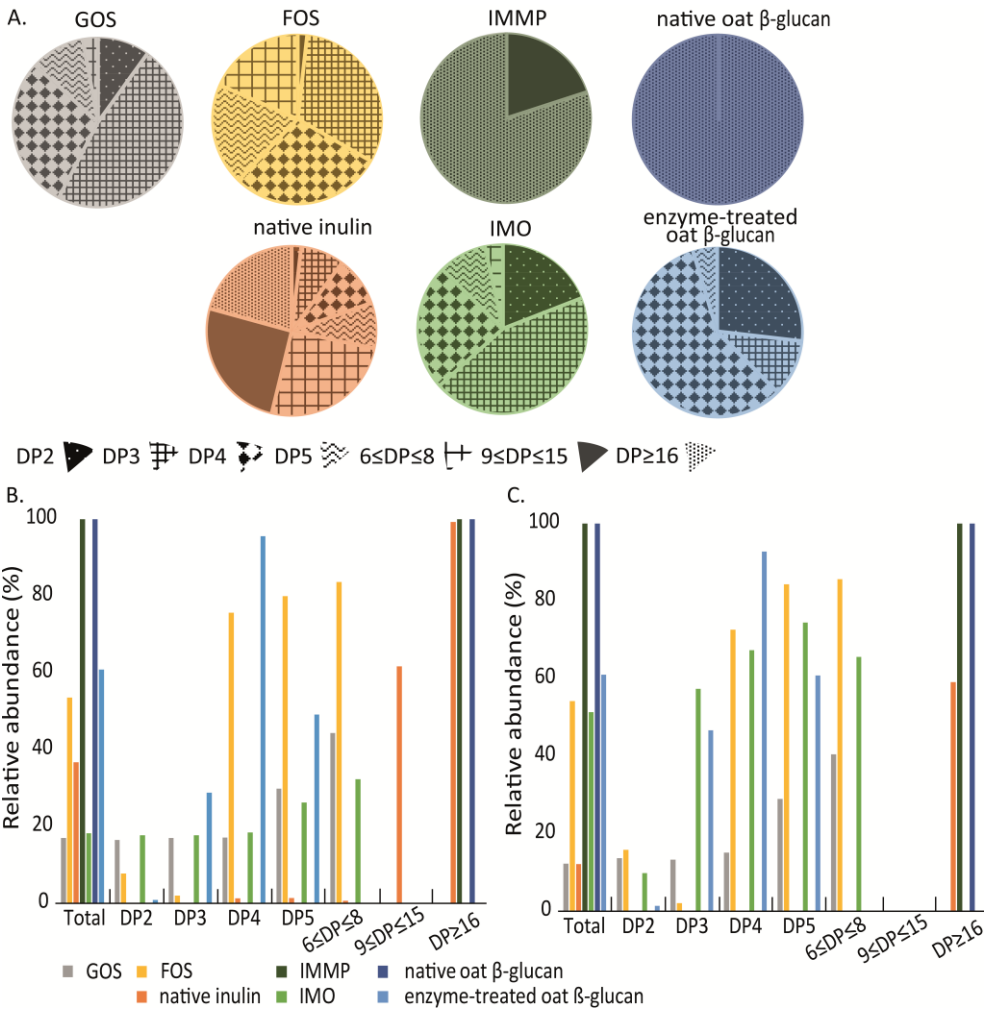 A.
GOS
FOS
IMMP
native oat β-glucan
native inulin
IMO
enzyme-treated
oat β-glucan
DP2 DP3 DP4 DP5 6≤DP≤8 9≤DP≤15 DP≥16
B.
Relative abundance (%)
100
80
60
40
20
0
Total DP2 DP3 DP4 DP5 6≤DP≤8 9≤DP≤15 DP≥16
C.
Relative abundance (%)
100
80
60
40
20
0
Total DP2 DP3 DP4 DP5 6≤DP≤8 9≤DP≤15 DP≥16
GOS FOS IMMP native oat β-glucan
native inulin IMO enzyme-treated oat ß-glucan